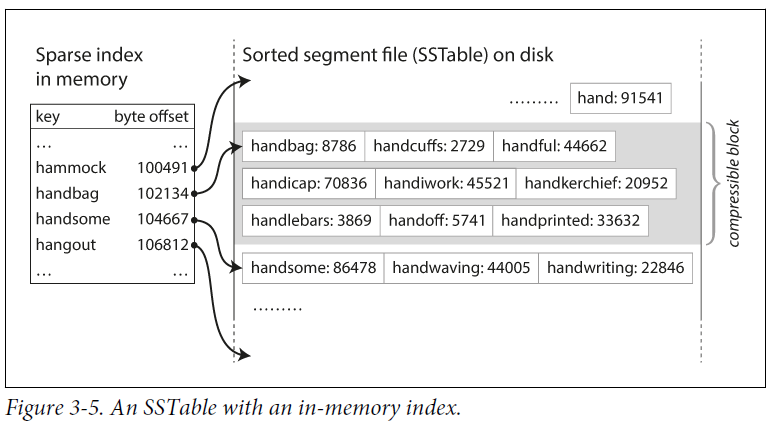 Sparse index
in memory
key byte offset
... ...
hammock 100491
handbag 102134
handsome 104667
hangout 106812
... ...
Sorted segment file (SSTable) on disk
......... hand: 91541
handbag: 8786 handcuffs: 2729 handful: 44662
handicap: 70836 handiwork: 45521 handkerchief: 20952
handlebars: 3869 handoff: 5741 handprinted: 33632
handsome: 86478 handwaving: 44005 handwriting: 22846
.........
compressible block
Figure 3-5. An SSTable with an in-memory index.